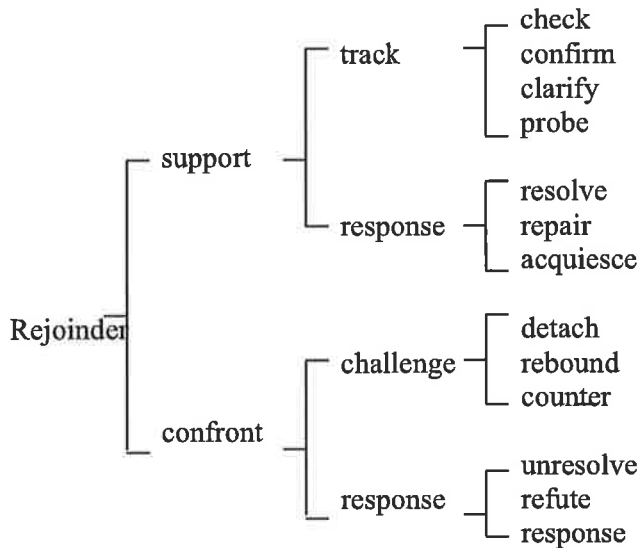 check
track
confirm
clarify
probe
support
resolve
response
repair
acquiesce
Rejoinder
detach
challenge
rebound
counter
confront
unresolve
response
refute
response